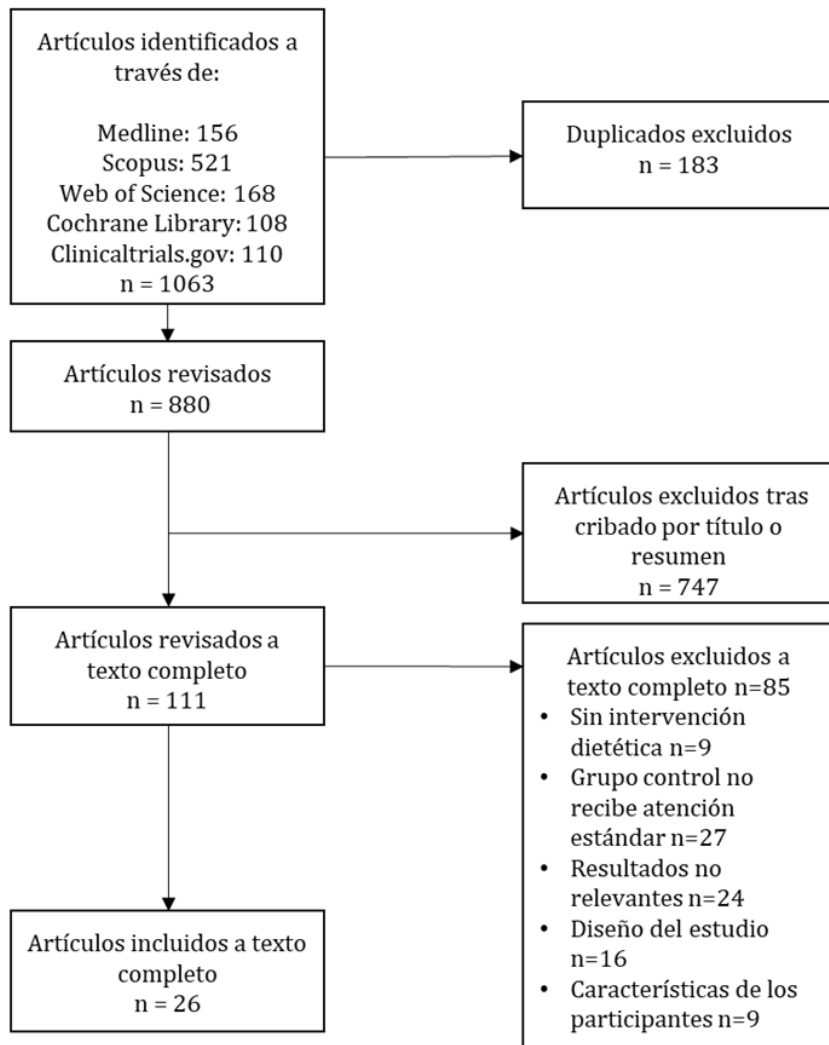 Artículos identificados a
través de:
Medline: 156
Scopus: 521
Web of Science: 168
Cochrane Library: 108
Clinicaltrials.gov: 110
n = 1063
Duplicados excluidos
n = 183
Artículos revisados
n = 880
Artículos excluidos tras
cribado por título o
resumen
n = 747
Artículos revisados a
texto completo
n = 111
Artículos excluidos a
texto completo n=85
• Sin intervención
dietética n=9
• Grupo control no
recibe atención
estándar n=27
• Resultados no
relevantes n=24
• Diseño del estudio
n=16
• Características de los
participantes n=9
Artículos incluidos a texto
completo
n = 26